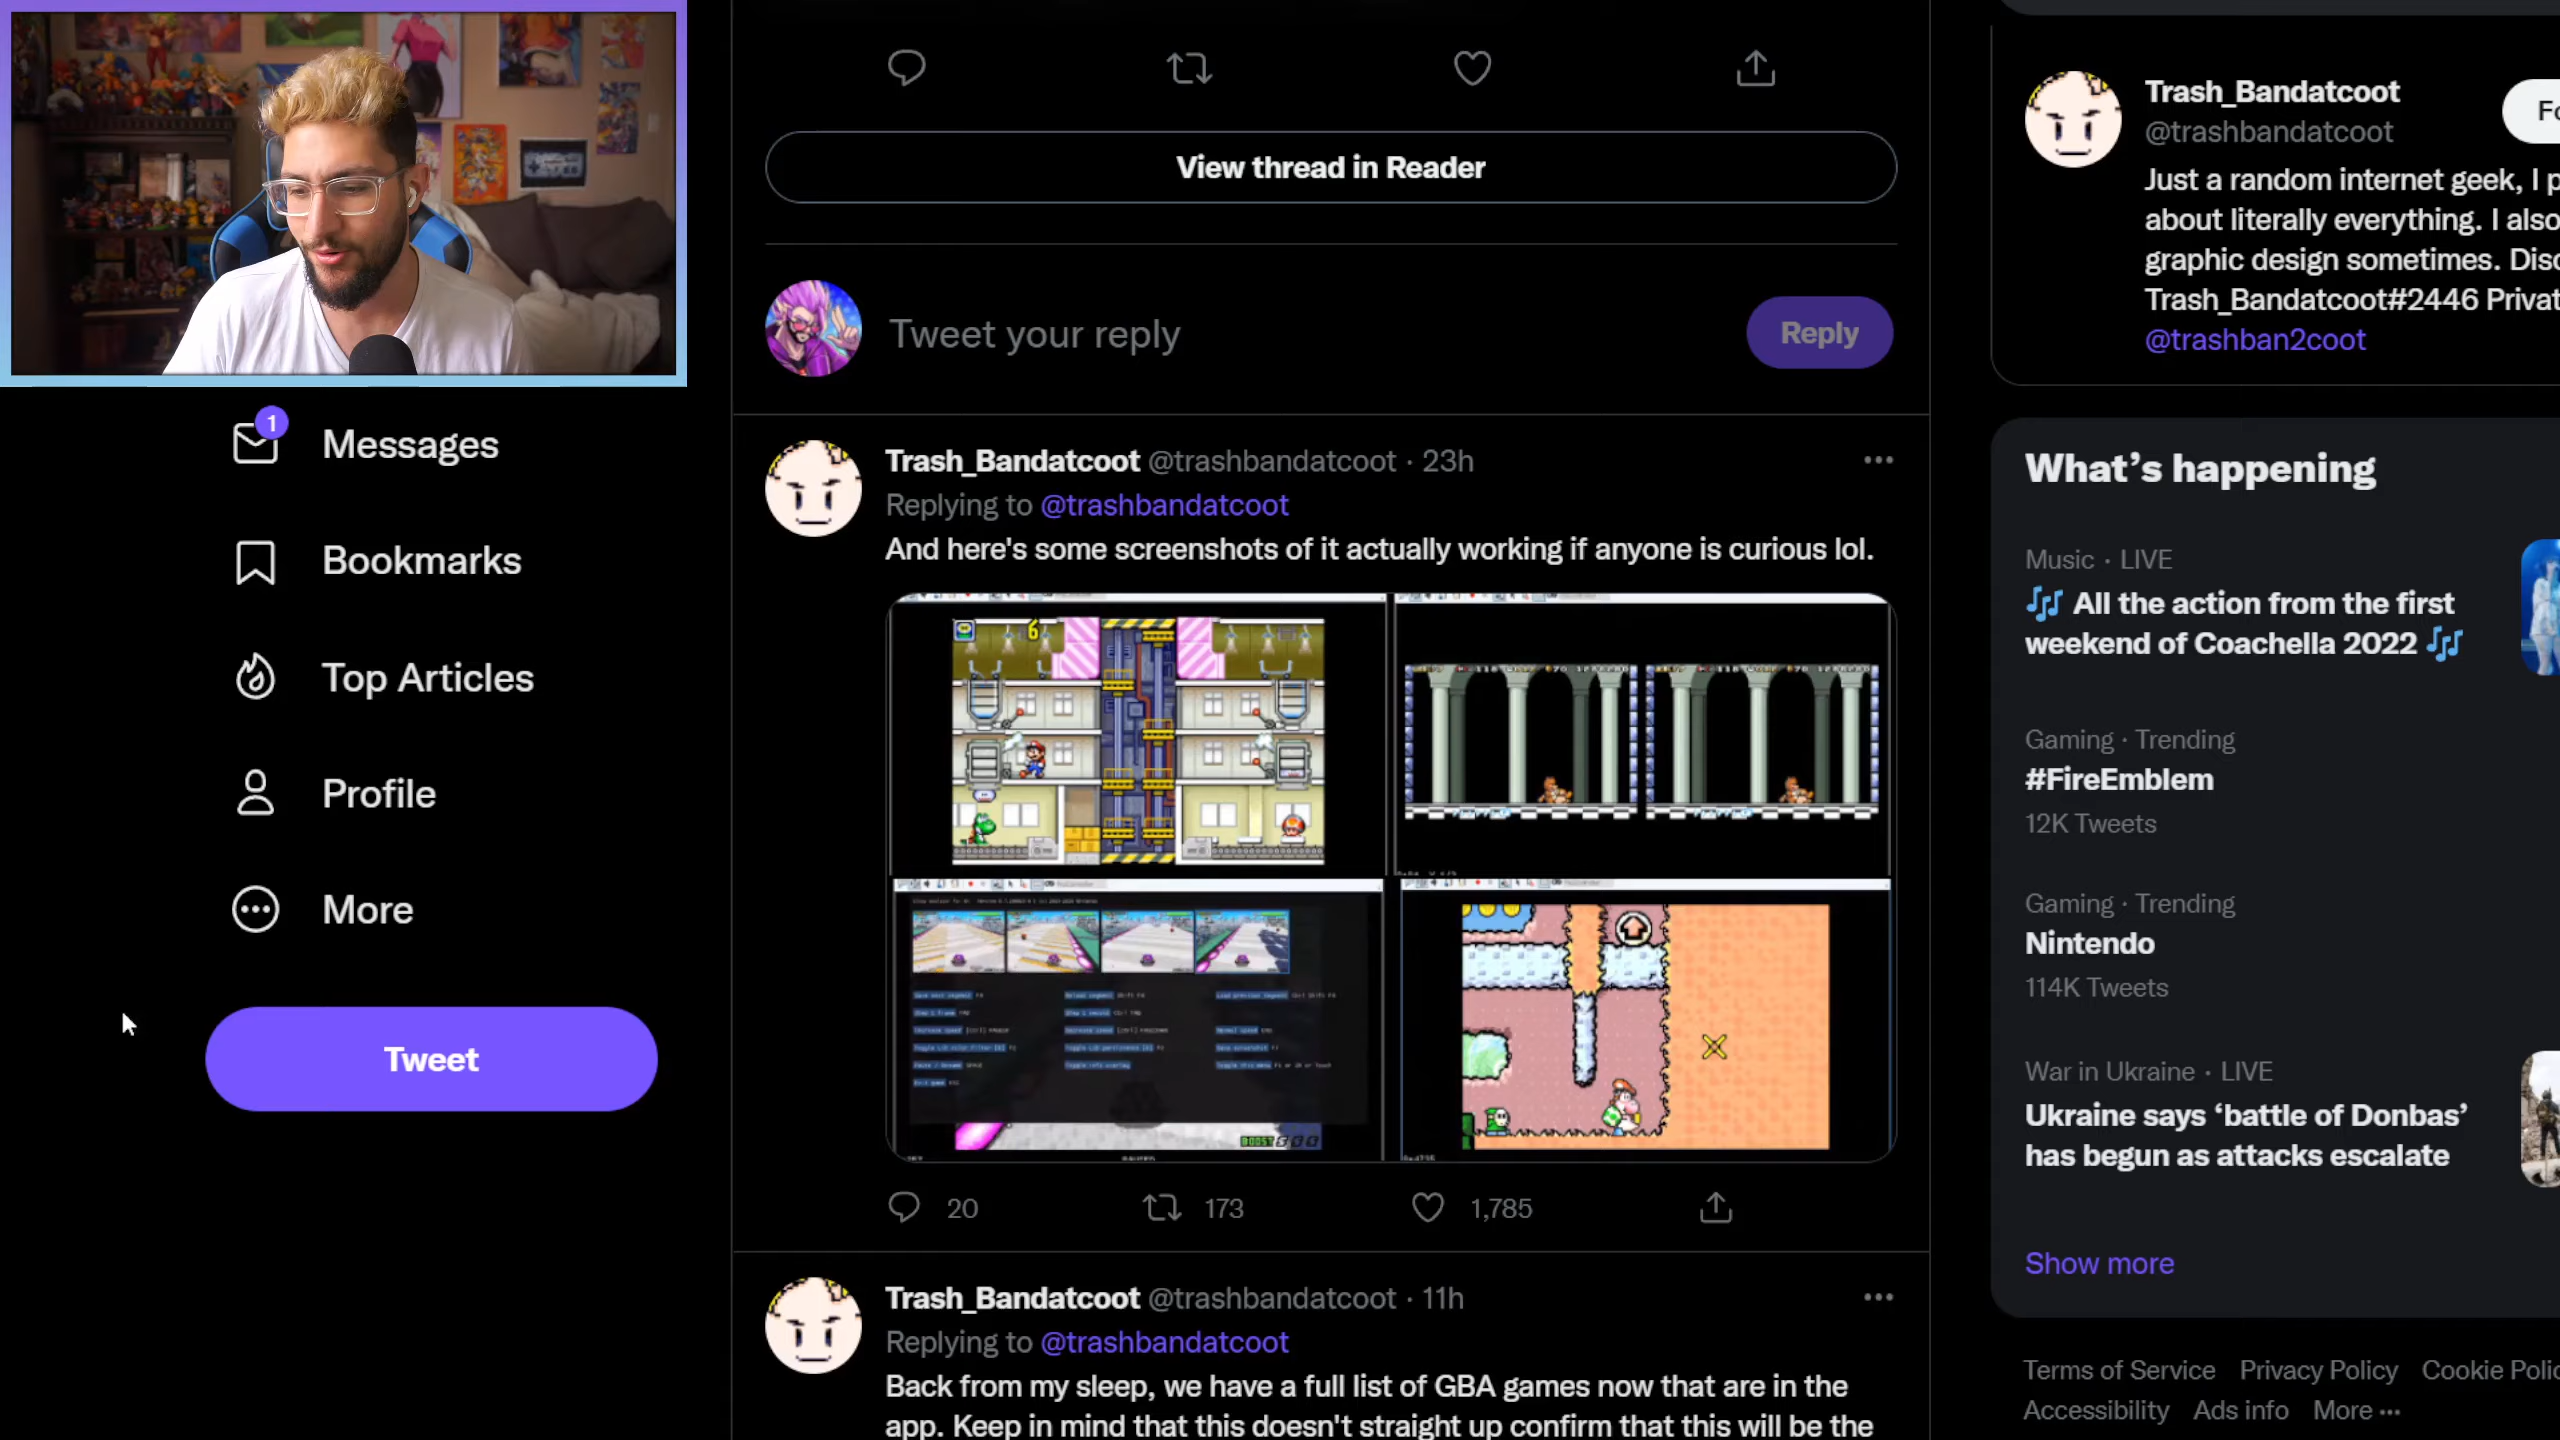 View thread in Reader
Tweet your reply
Reply
1
Messages
Bookmarks
Top Articles
Profile
More
Tweet
Trash_Bandatcoot @trashbandatcoot · 23h
Replying to @trashbandatcoot
And here's some screenshots of it actually working if anyone is curious lol.
6
BOOST
20
173
1,785
Trash_Bandatcoot @trashbandatcoot · 11h
Replying to @trashbandatcoot
Back from my sleep, we have a full list of GBA games now that are in the
app. Keep in mind that this doesn't straight up confirm that this will be the
Trash_Bandatcoot
@trashbandatcoot
Fo
Just a random internet geek, I p
about literally everything. I also
graphic design sometimes. Disc
Trash_Bandatcoot#2446 Privat
@trashban2coot
What's happening
Music · LIVE
🎶 All the action from the first
weekend of Coachella 2022 🎶
Gaming · Trending
#FireEmblem
12K Tweets
Gaming · Trending
Nintendo
114K Tweets
War in Ukraine · LIVE
Ukraine says ‘battle of Donbas’
has begun as attacks escalate
Show more
Terms of Service Privacy Policy Cookie Polic
Accessibility Ads info More ···